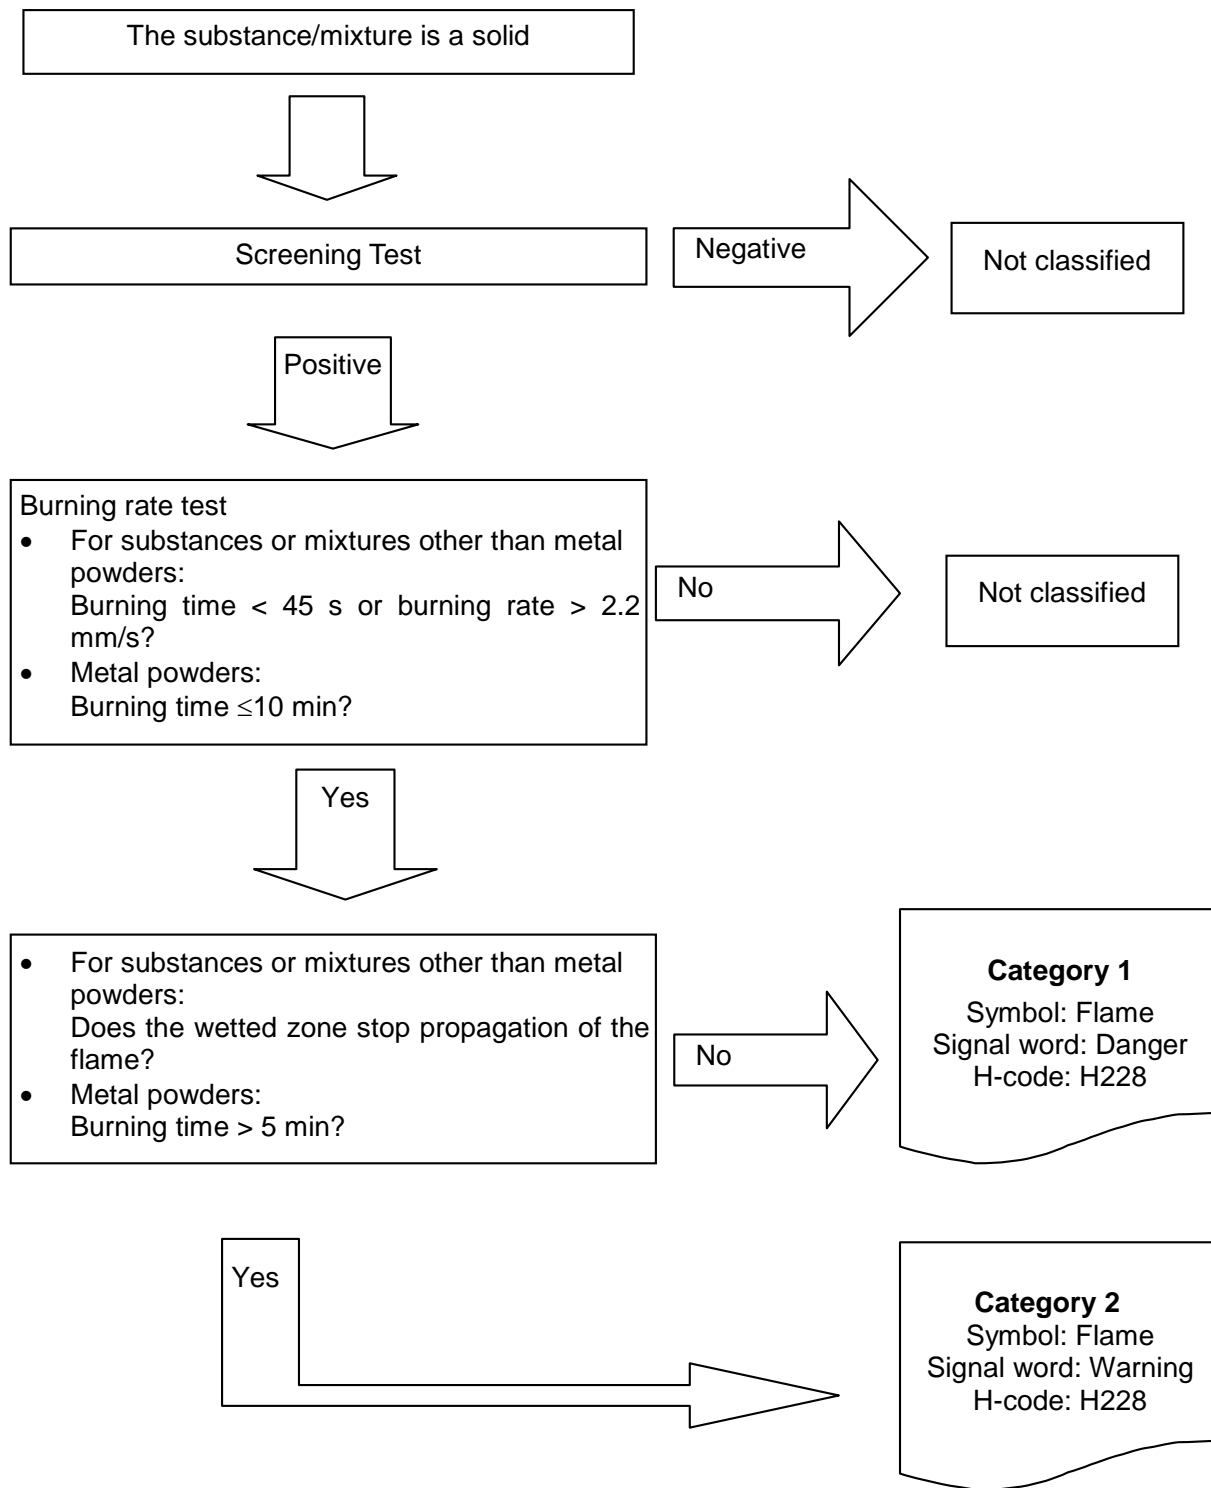 The substance/mixture is a solid
Screening Test
Negative
Not classified
Positive
Burning rate test
• For substances or mixtures other than metal
powders:
Burning time < 45 s or burning rate > 2.2
mm/s?
• Metal powders:
Burning time ≤10 min?
No
Not classified
Yes
• For substances or mixtures other than metal
powders:
Does the wetted zone stop propagation of the
flame?
• Metal powders:
Burning time > 5 min?
No
Category 1
Symbol: Flame
Signal word: Danger
H-code: H228
Yes
Category 2
Symbol: Flame
Signal word: Warning
H-code: H228